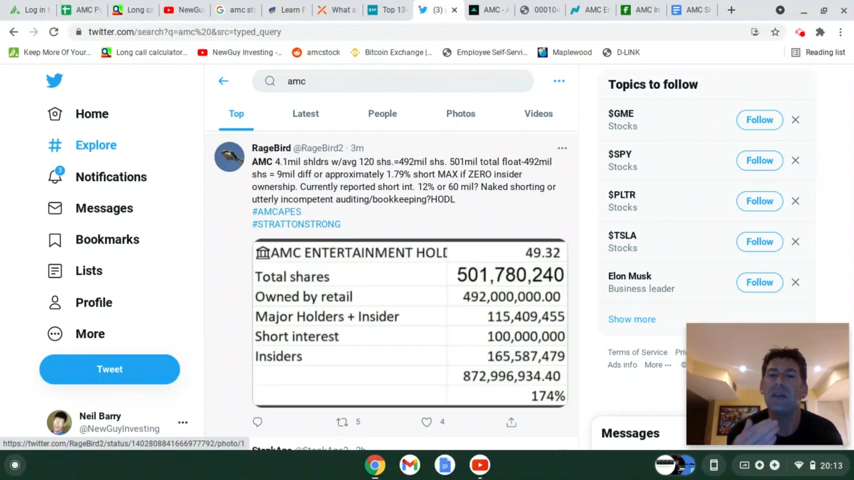 Log in t
AMC P
Long co
NewGu
amc st
Learn F
What is
Top 13-
(3)
AMC - A
00010
AMC E
AMC In
AMC S
twitter.com/search?q=amc%20&src=typed_query
Keep More Of Your...
Long call calculator...
NewGuy Investing -...
amcstock
Bitcoin Exchange |...
Employee Self-Servi...
Maplewood
D-LINK
Reading list
amc
Top
Latest
People
Photos
Videos
Home
Explore
3
Notifications
Messages
Bookmarks
Lists
Profile
More
Tweet
Neil Barry
@NewGuyInvesting
RageBird @RageBird2 · 3m
AMC 4.1mil shldrs w/avg 120 shs.=492mil shs. 501mil total float-492mil
shs = 9mil diff or approximately 1.79% short MAX if ZERO insider
ownership. Currently reported short int. 12% or 60 mil? Naked shorting or
utterly incompetent auditing/bookkeeping?HODL
#AMCAPES
#STRATTONSTRONG
AMC ENTERTAINMENT HOLD 49.32
Total shares 501,780,240
Owned by retail 492,000,000.00
Major Holders + Insider 115,409,455
Short interest 100,000,000
Insiders 165,587,479
872,996,934.40
174%
5
4
Topics to follow
$GME
Stocks
Follow
$SPY
Stocks
Follow
$PLTR
Stocks
Follow
$TSLA
Stocks
Follow
Elon Musk
Business leader
Follow
Show more
Terms of Service
Ad info
More ...
Messages
https://twitter.com/RageBird2/status/1402808841666977792/photo/1
20:13